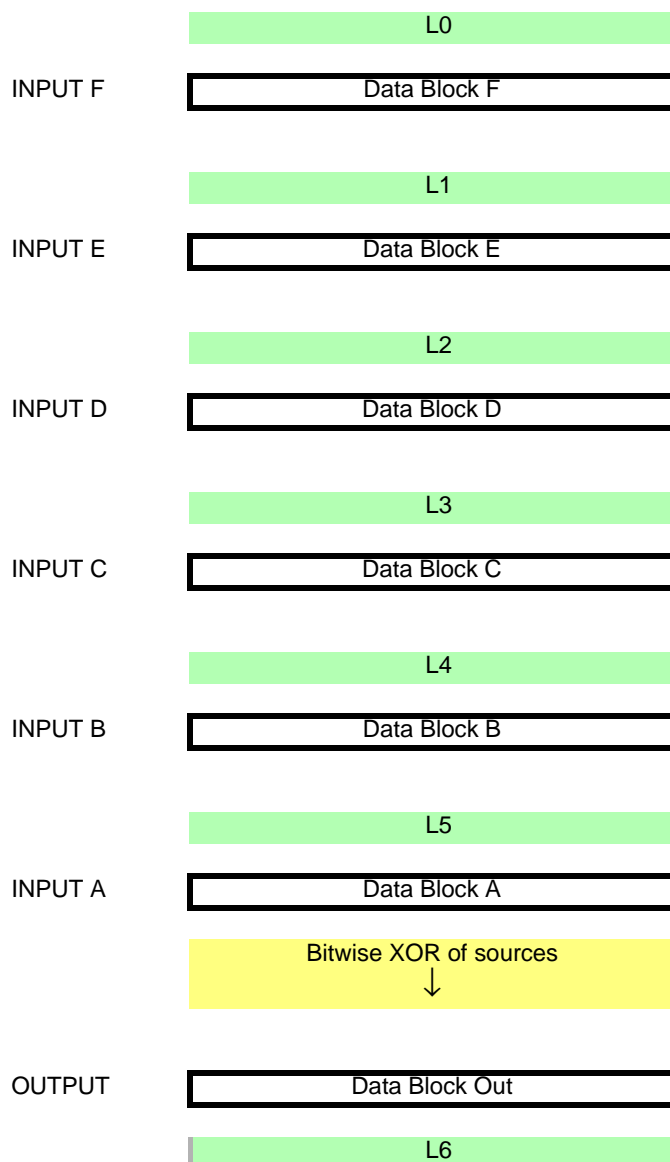 L0
INPUT F Data Block F
L1
INPUT E Data Block E
L2
INPUT D Data Block D
L3
INPUT C Data Block C
L4
INPUT B Data Block B
L5
INPUT A Data Block A
Bitwise XOR of sources
↓
OUTPUT Data Block Out
L6